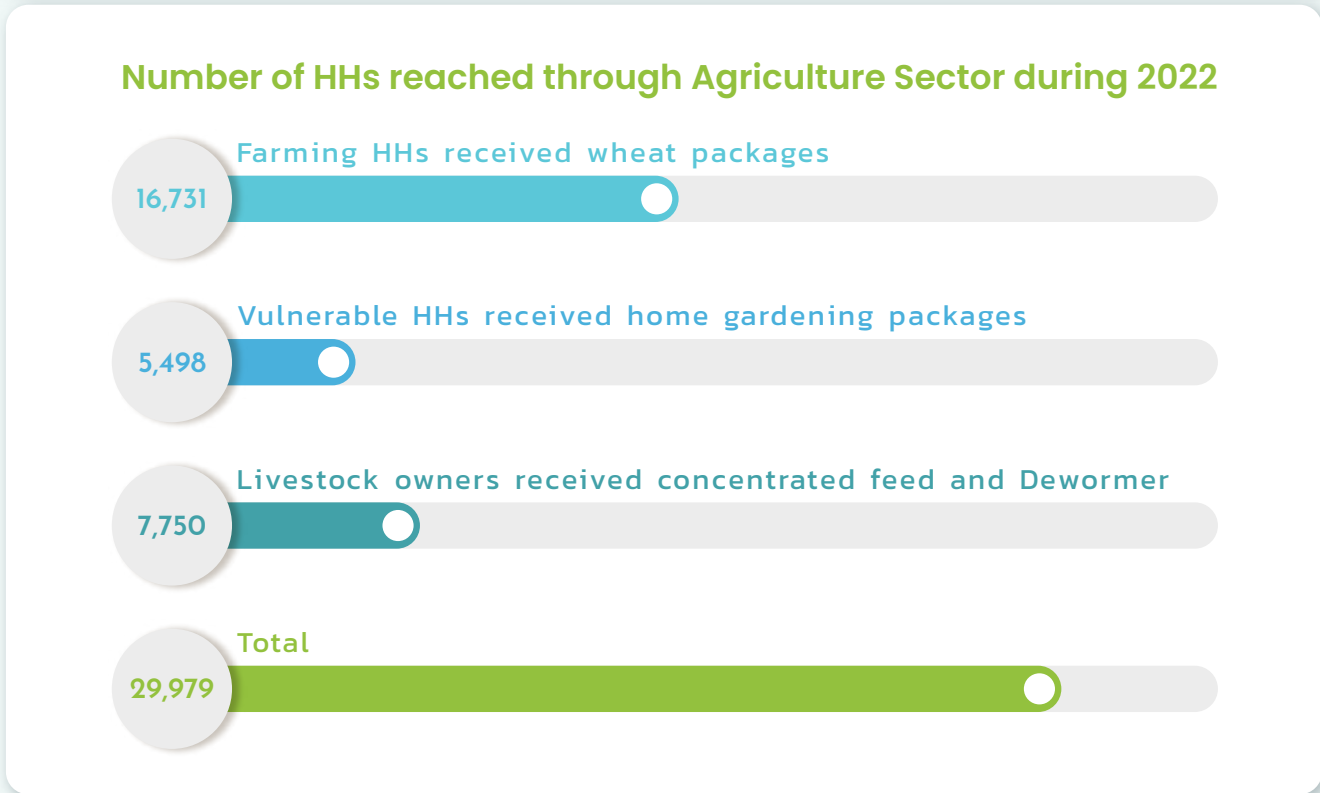 Number of HHs reached through Agriculture Sector during 2022
Farming HHs received wheat packages
16,731
Vulnerable HHs received home gardening packages
5,498
Livestock owners received concentrated feed and Dewormer
7,750
Total
29,979